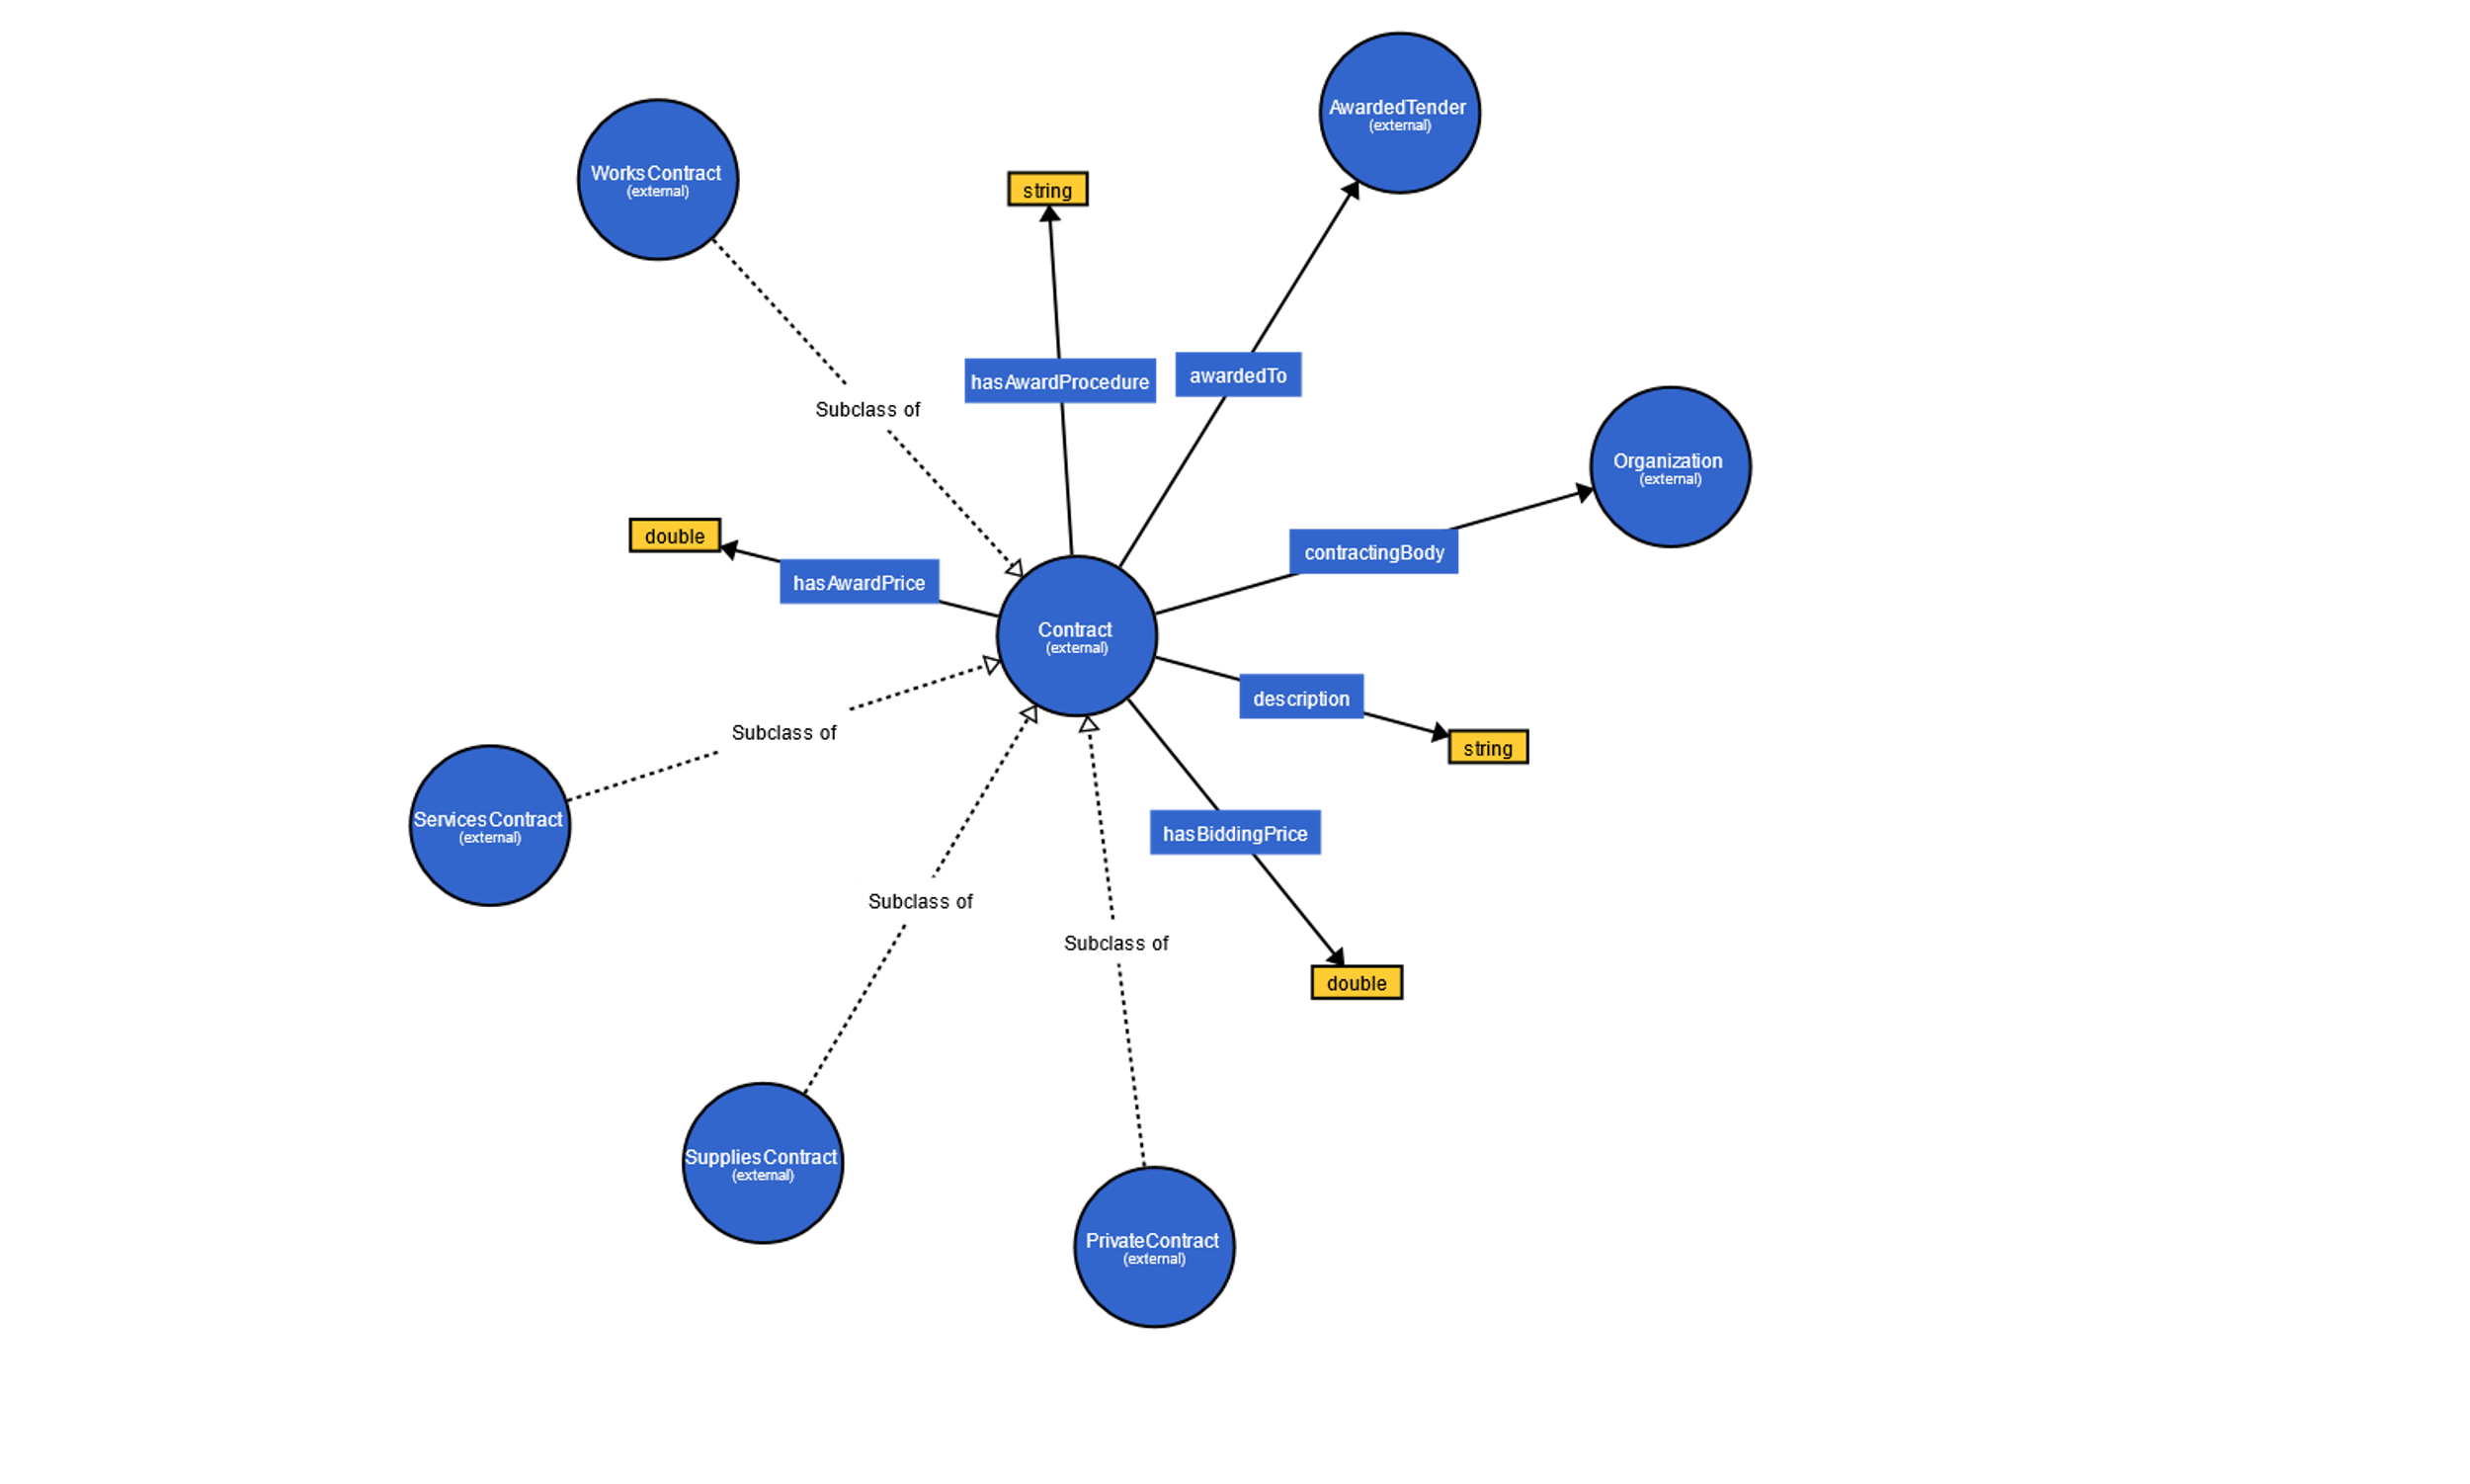 AwardedTender
(external)
WorksContract
(external)
string
hasAwardProcedure
awardedTo
Subclass of
Organization
(external)
double
contractingBody
hasAwardPrice
Contract
(external)
description
Subclass of
string
ServicesContract
(external)
hasBiddingPrice
Subclass of
Subclass of
double
SuppliesContract
(external)
PrivateContract
(external)